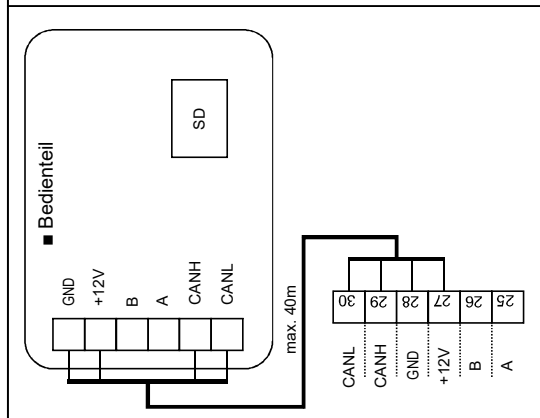 SD
■ Bedienteil
GND
+12V
B
A
CANH
CANL
max. 40m
30
29
28
27
26
25
CANL
CANH
GND
+12V
B
A